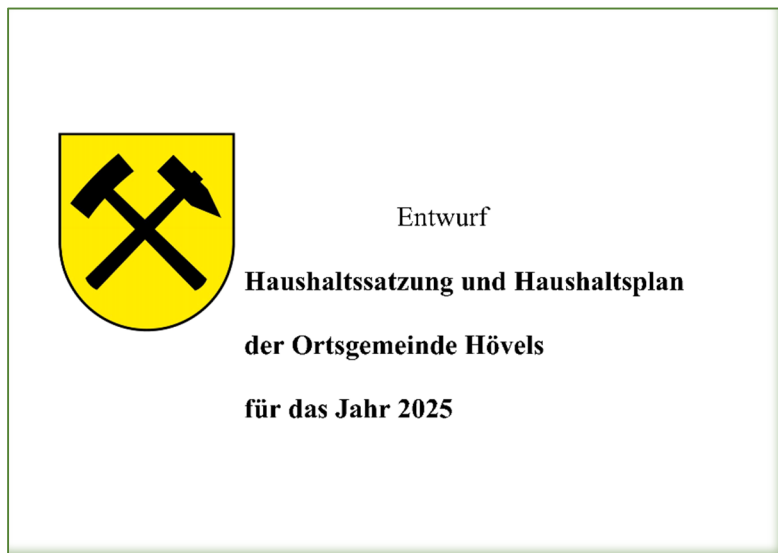 Entwurf
Haushaltssatzung und Haushaltsplan
der Ortsgemeinde Hövels
für das Jahr 2025